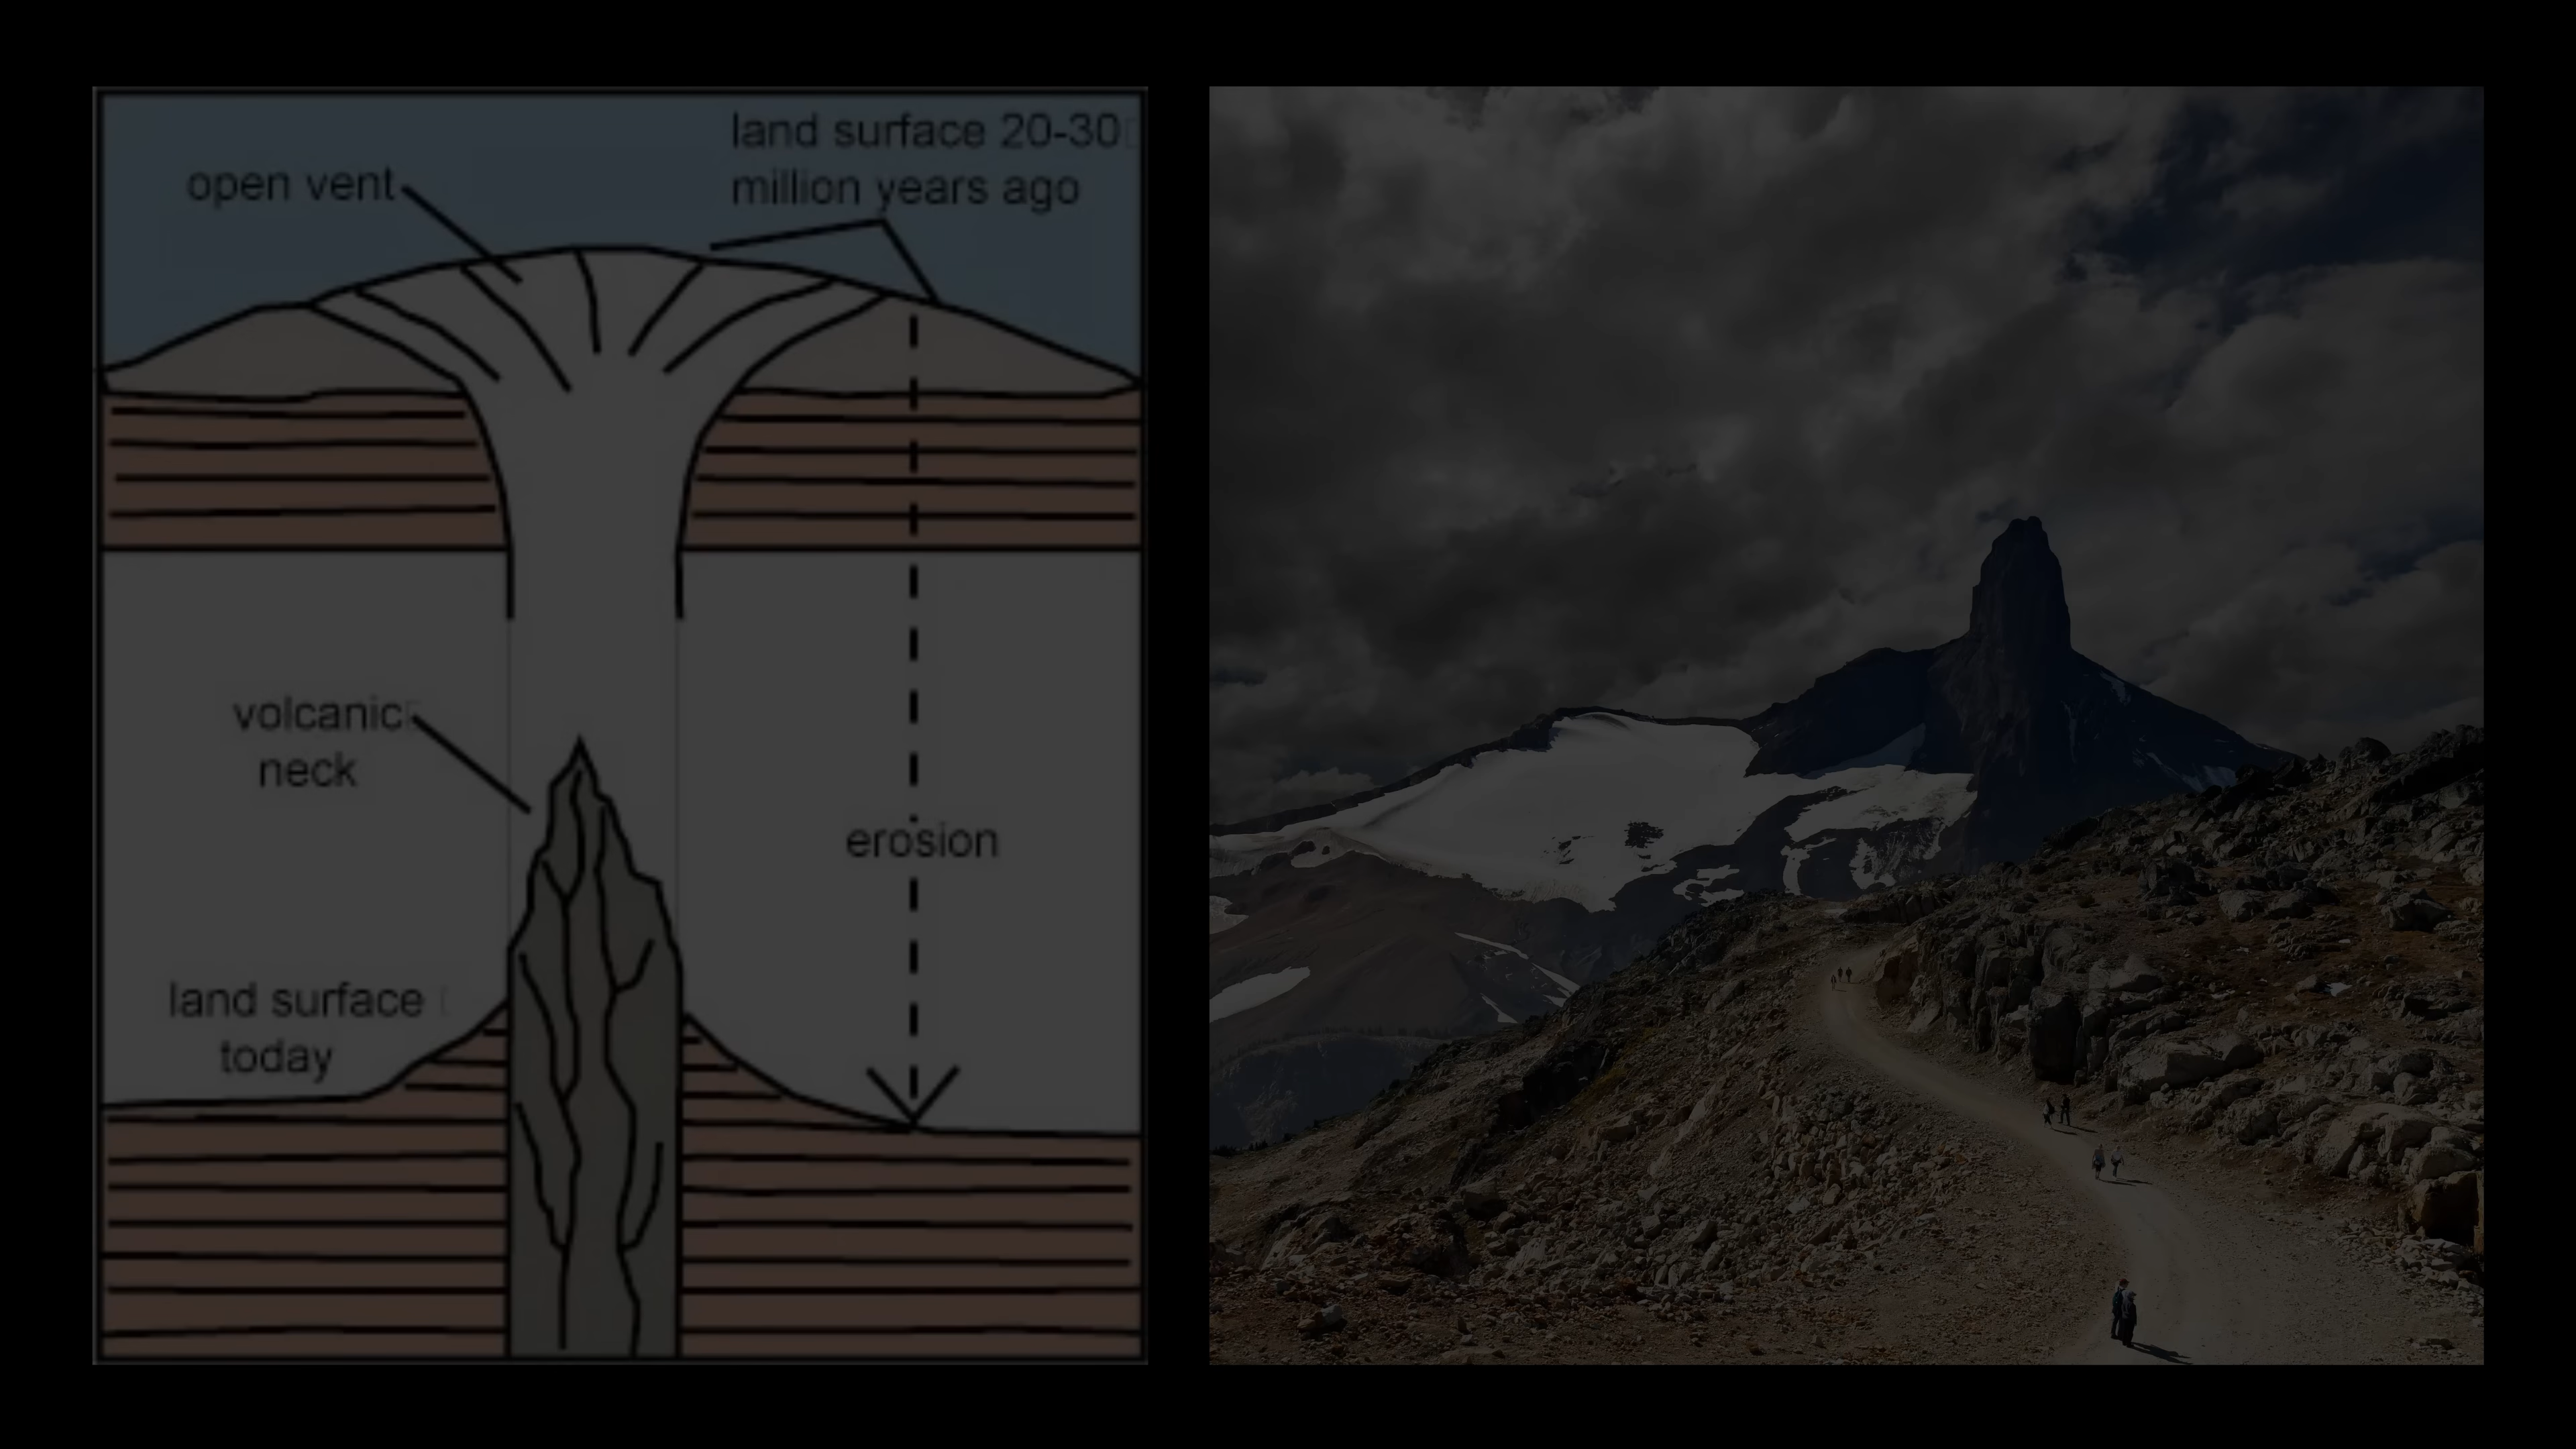 land surface 20-30
million years ago
open vent
volcanic
neck
erosion
land surface
today